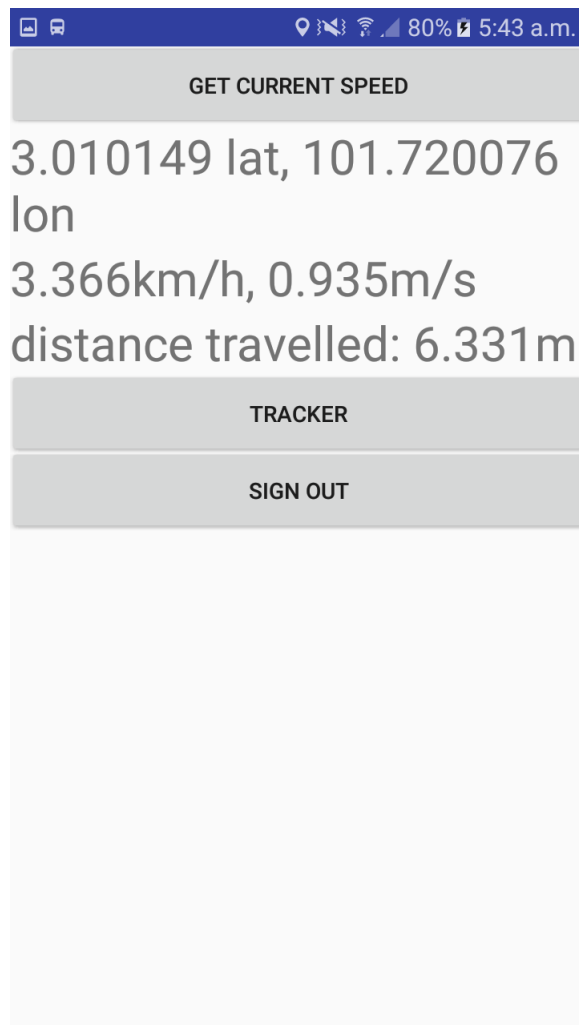 80% 5:43 a.m.
GET CURRENT SPEED
3.010149 lat, 101.720076
lon
3.366km/h, 0.935m/s
distance travelled: 6.331m
TRACKER
SIGN OUT